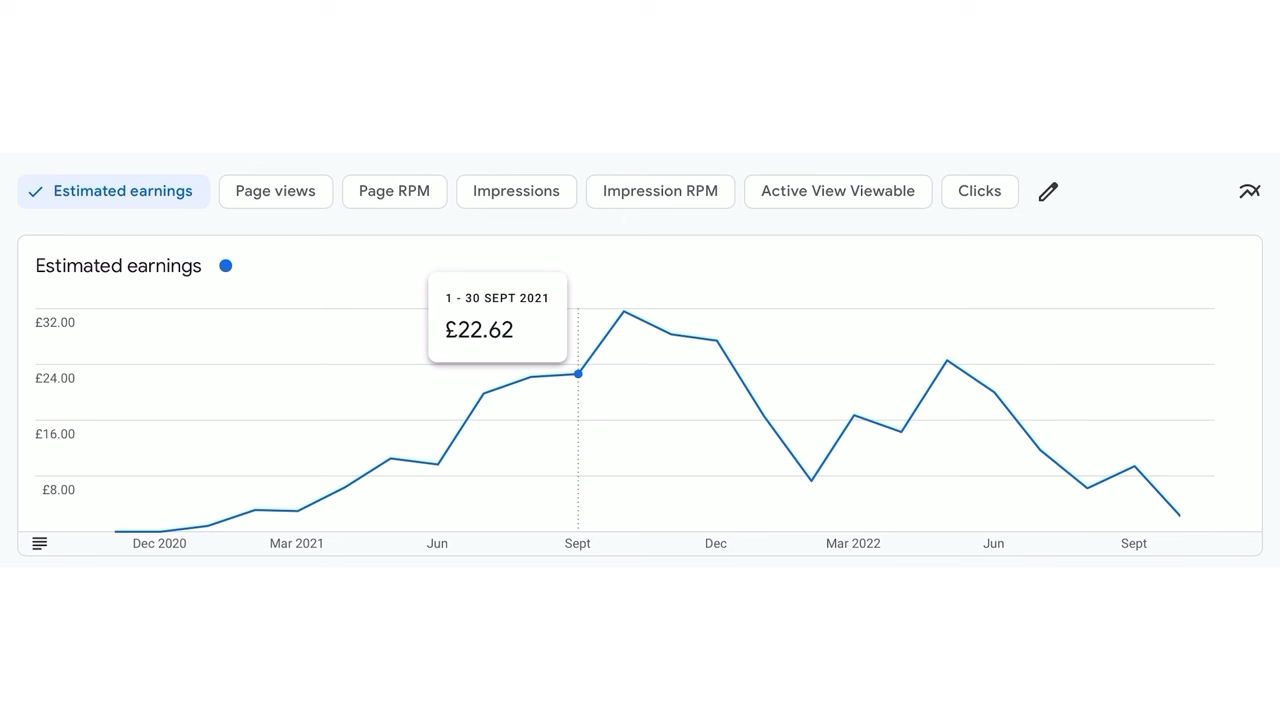 Estimated earnings Page views Page RPM Impressions Impression RPM Active View Viewable Clicks
Estimated earnings
1 - 30 SEPT 2021
£22.62
£32.00
£24.00
£16.00
£8.00
Dec 2020 Mar 2021 Jun Sept Dec Mar 2022 Jun Sept